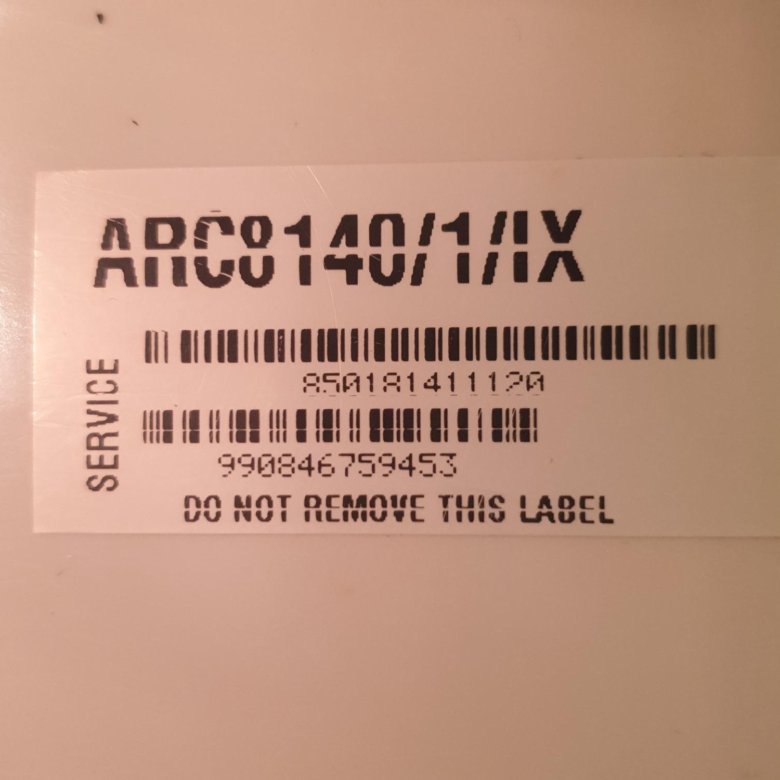 ARC8140/1/IX
SERVICE
850181411120
990846759453
DO NOT REMOVE THIS LABEL